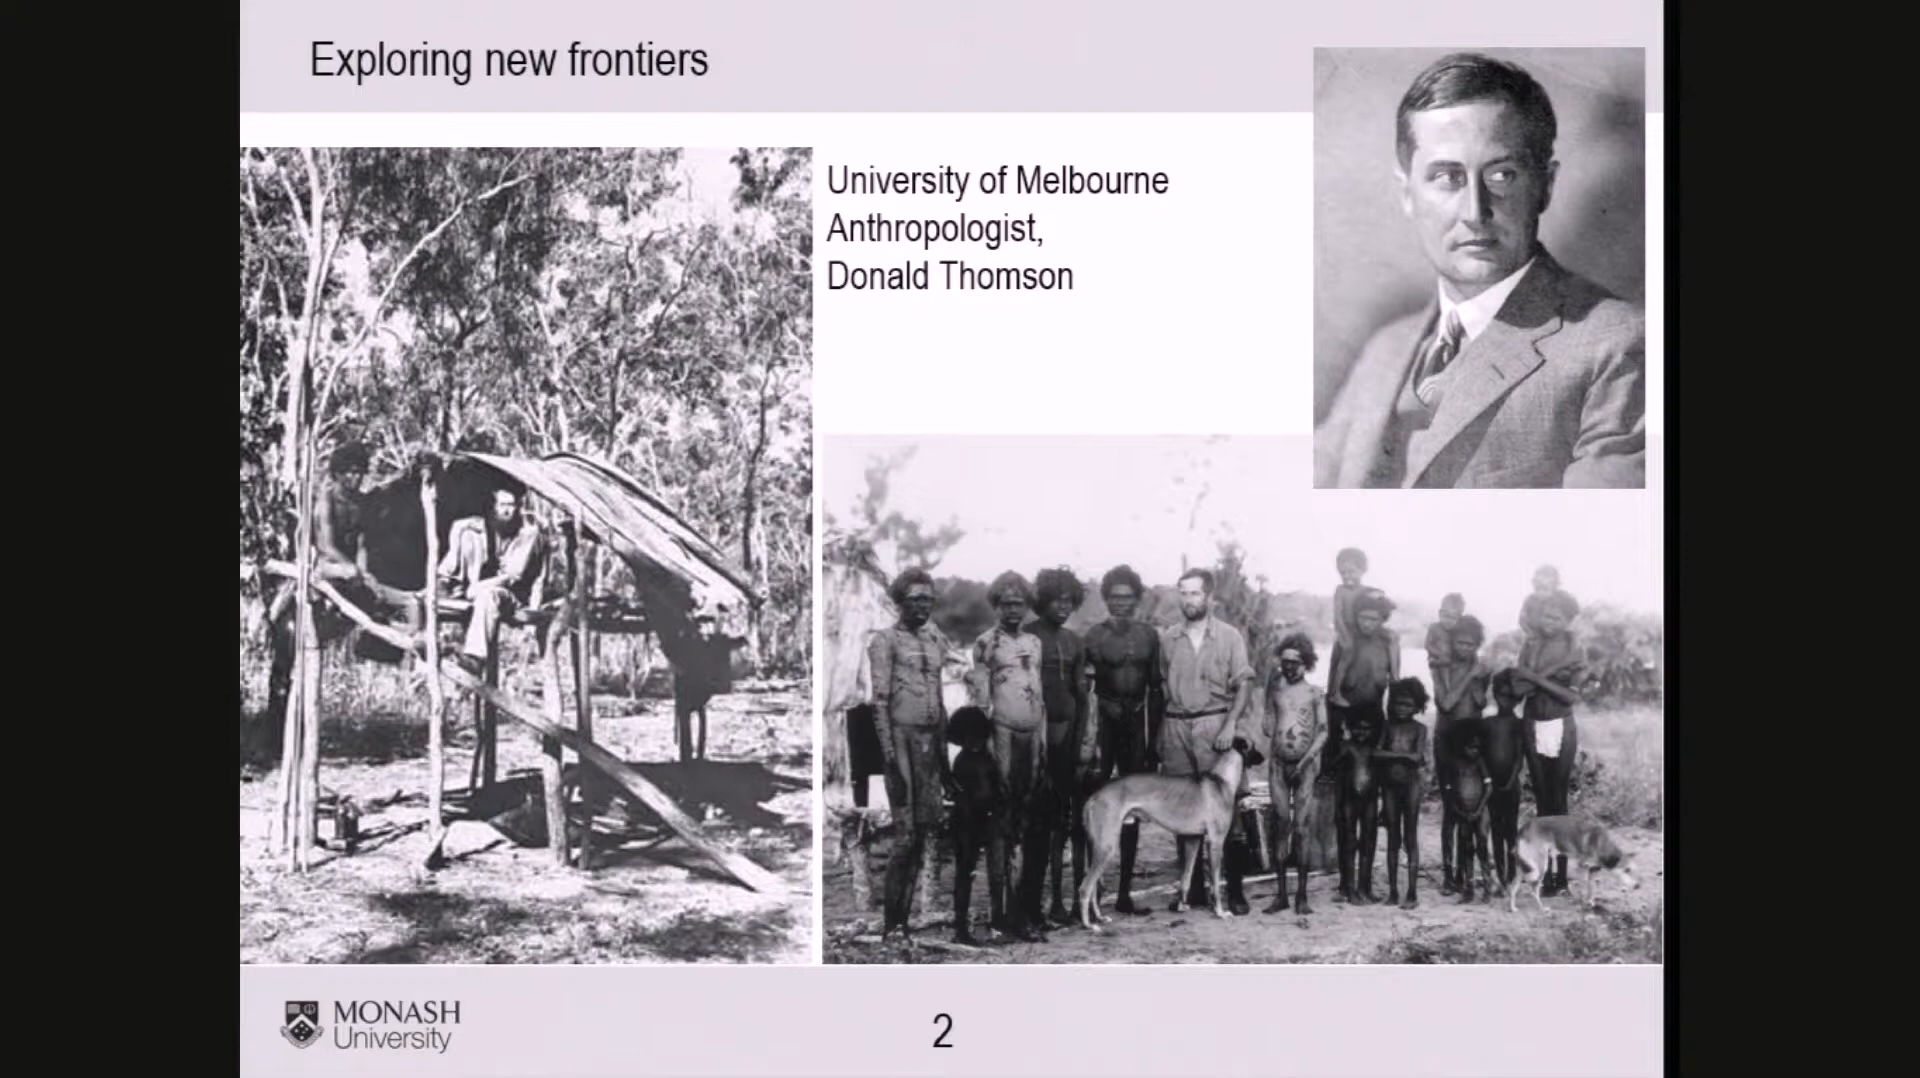 Exploring new frontiers
University of Melbourne
Anthropologist,
Donald Thomson
MONASH
University
2